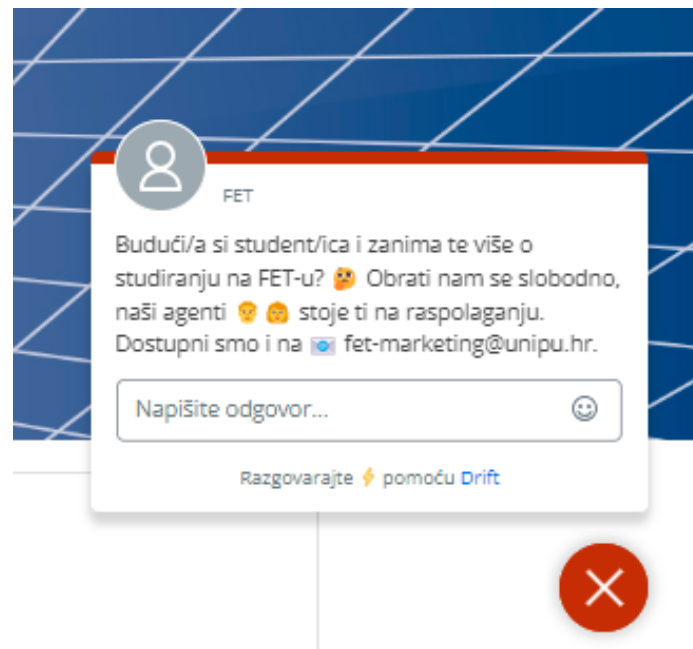 FET
Budući/a si student/ica i zanima te više o
studiranju na FET-u? 🤔 Obrati nam se slobodno,
naši agenti 👨 👩 stoje ti na raspolaganju.
Dostupni smo i na 📧 fet-marketing@unipu.hr.
Napišite odgovor...
Razgovarajte ⚡ pomoću Drift